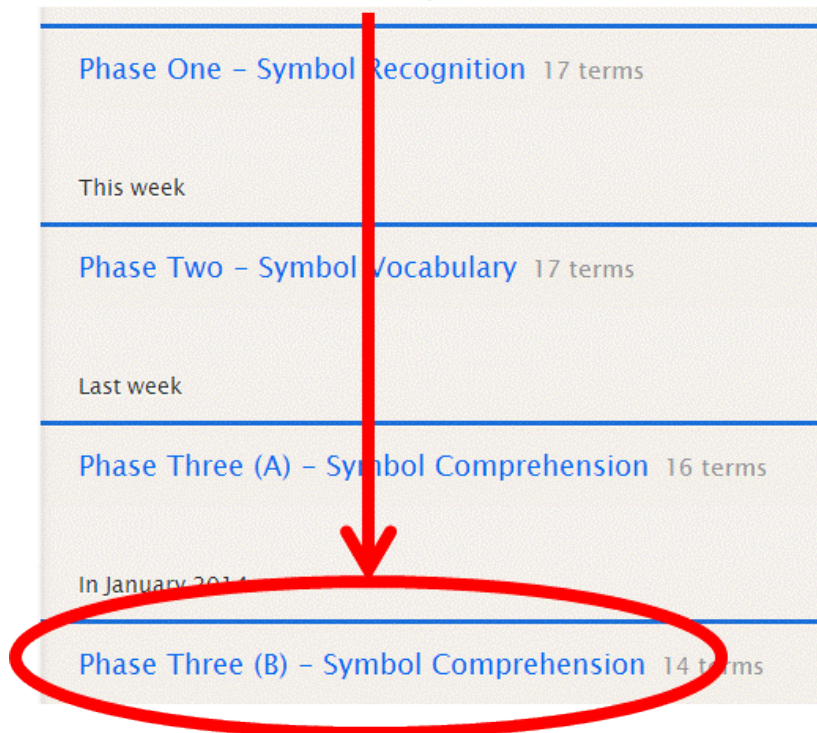 Phase One – Symbol Recognition 17 terms
This week
Phase Two – Symbol Vocabulary 17 terms
Last week
Phase Three (A) – Symbol Comprehension 16 terms
In January 2014
Phase Three (B) – Symbol Comprehension 14 terms